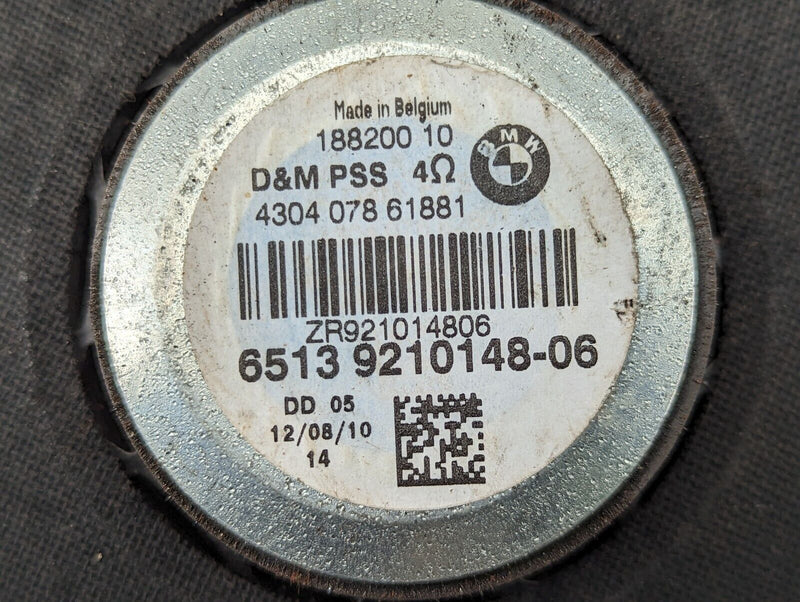 Made in Belgium
188200 10
BMW
D&M PSS 4Ω
4304 078 61881
ZR921014806
6513 9210148-06
DD 05
12/08/10
14